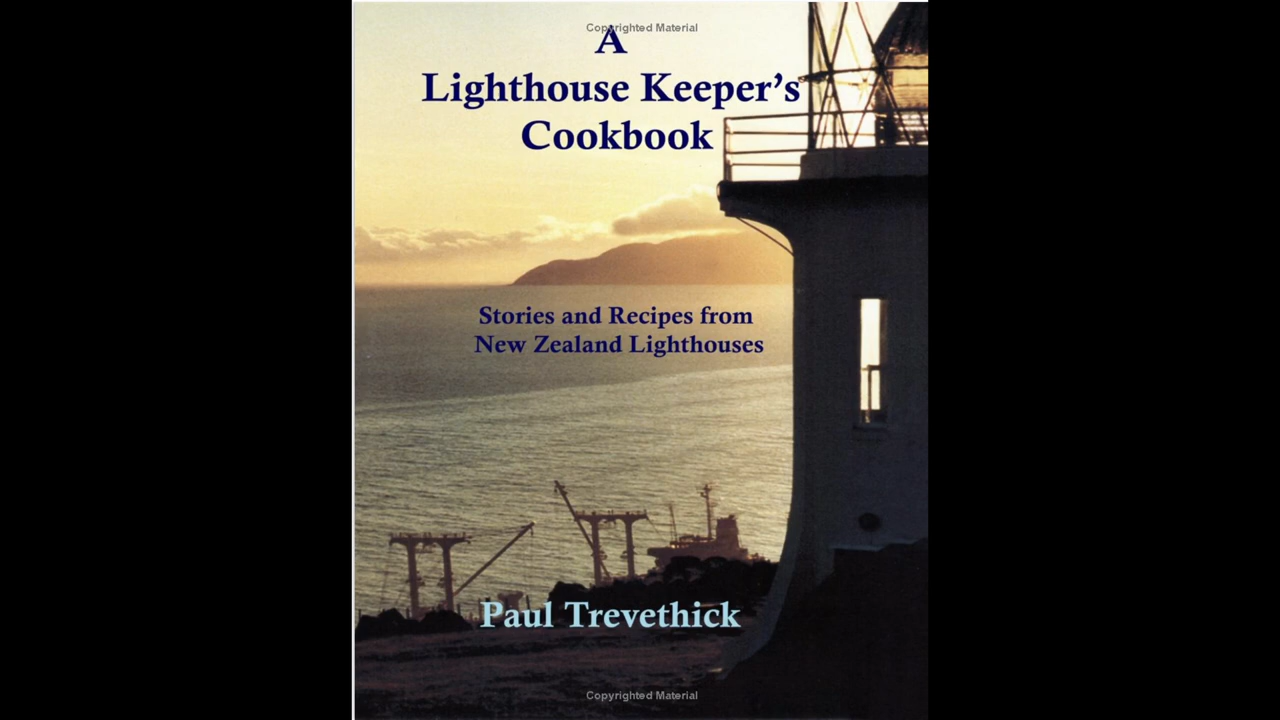 Copyrighted Material
A
Lighthouse Keeper's
Cookbook
Stories and Recipes from
New Zealand Lighthouses
Paul Trevethick
Copyrighted Material